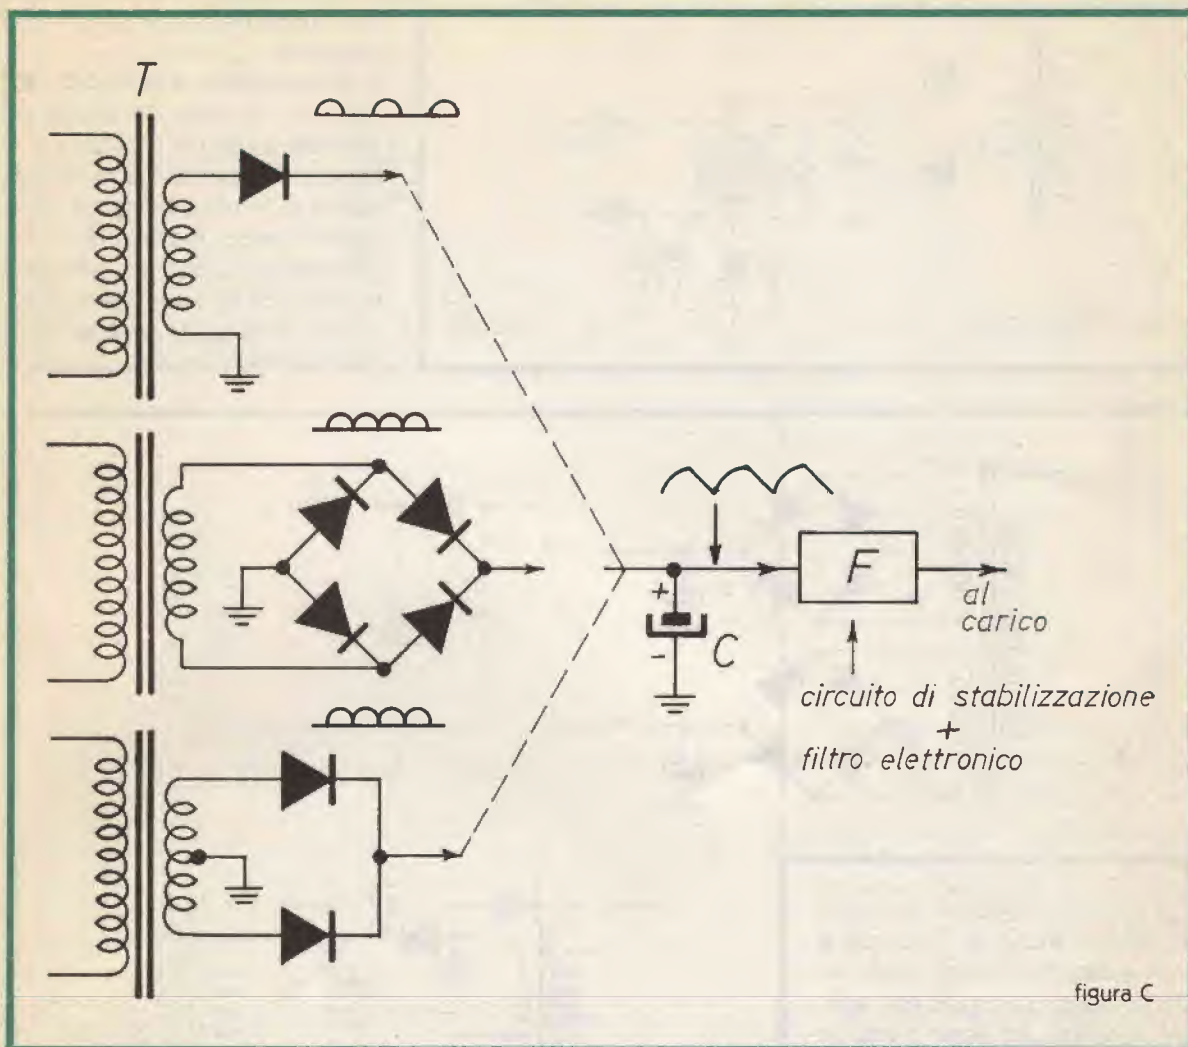 T
+
- C
F
al
carico
circuito di stabilizzazione
+
filtro elettronico
figura C